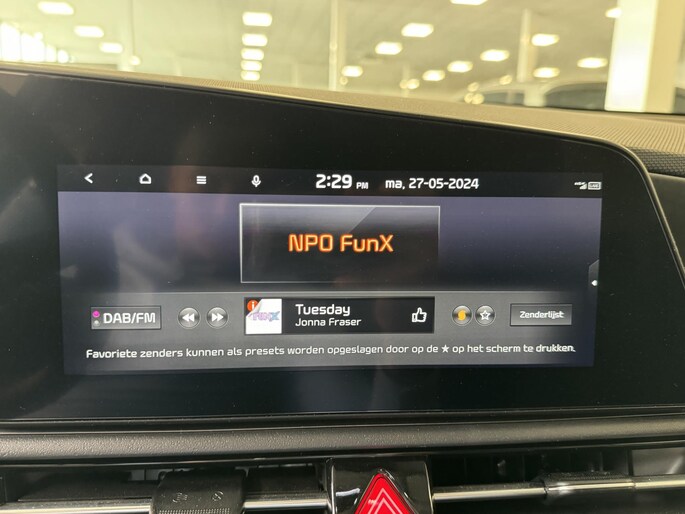 2:29 PM ma, 27-05-2024
NPO FunX
DAB/FM
FUNX
Tuesday
Jonna Fraser
Zenderlijst
Favoriete zenders kunnen als presets worden opgeslagen door op de ★ op het scherm te drukken.